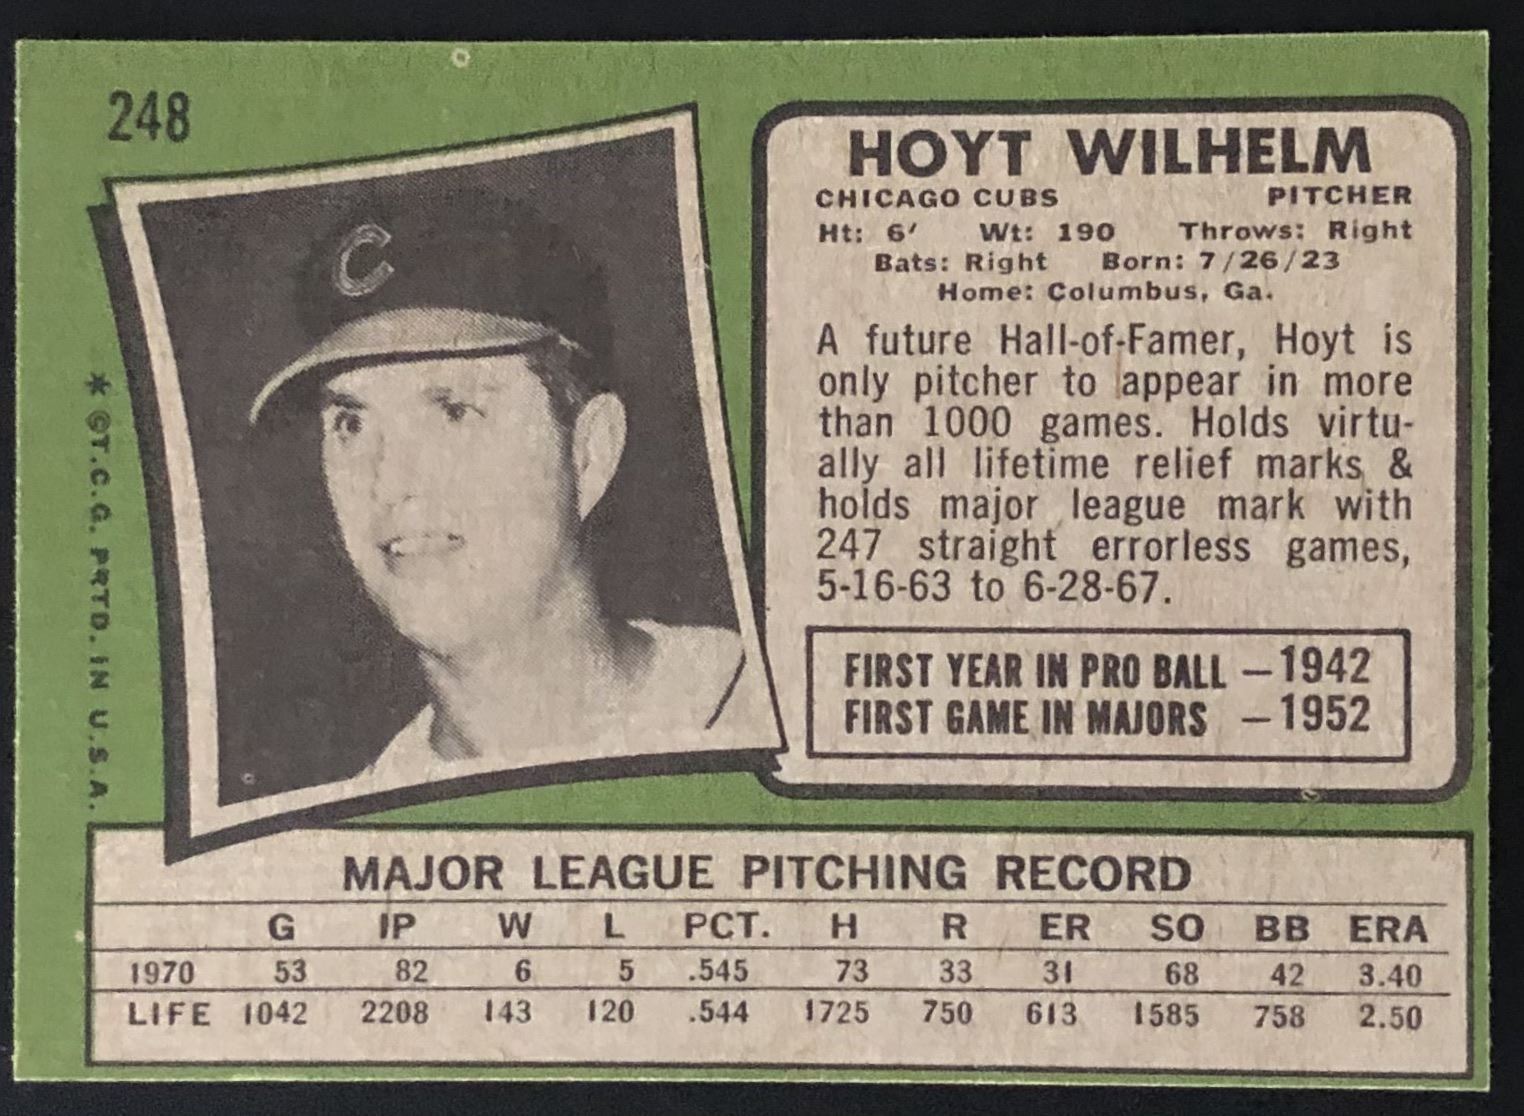 248
C
* ©T.C.G. PRTD. IN U.S.A.
HOYT WILHELM
CHICAGO CUBS PITCHER
Ht: 6' Wt: 190 Throws: Right
Bats: Right Born: 7/26/23
Home: Columbus, Ga.
A future Hall-of-Famer, Hoyt is
only pitcher to appear in more
than 1000 games. Holds virtu-
ally all lifetime relief marks &
holds major league mark with
247 straight errorless games,
5-16-63 to 6-28-67.
FIRST YEAR IN PRO BALL — 1942
FIRST GAME IN MAJORS — 1952
MAJOR LEAGUE PITCHING RECORD
G IP W L PCT. H R ER SO BB ERA
1970 53 82 6 5 .545 73 33 31 68 42 3.40
LIFE 1042 2208 143 120 .544 1725 750 613 1585 758 2.50